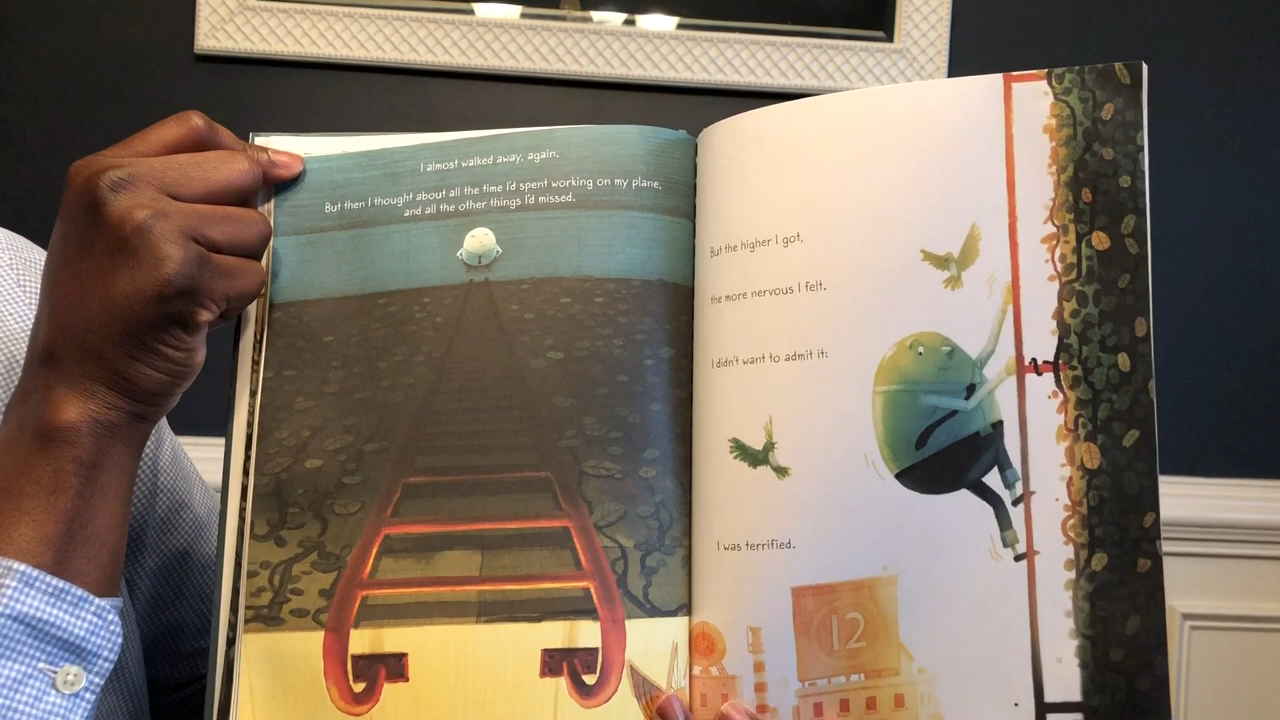 I almost walked away, again.
But then I thought about all the time I'd spent working on my plane,
and all the other things I'd missed.
But the higher I got,
the more nervous I felt.
I didn't want to admit it:
I was terrified.
12